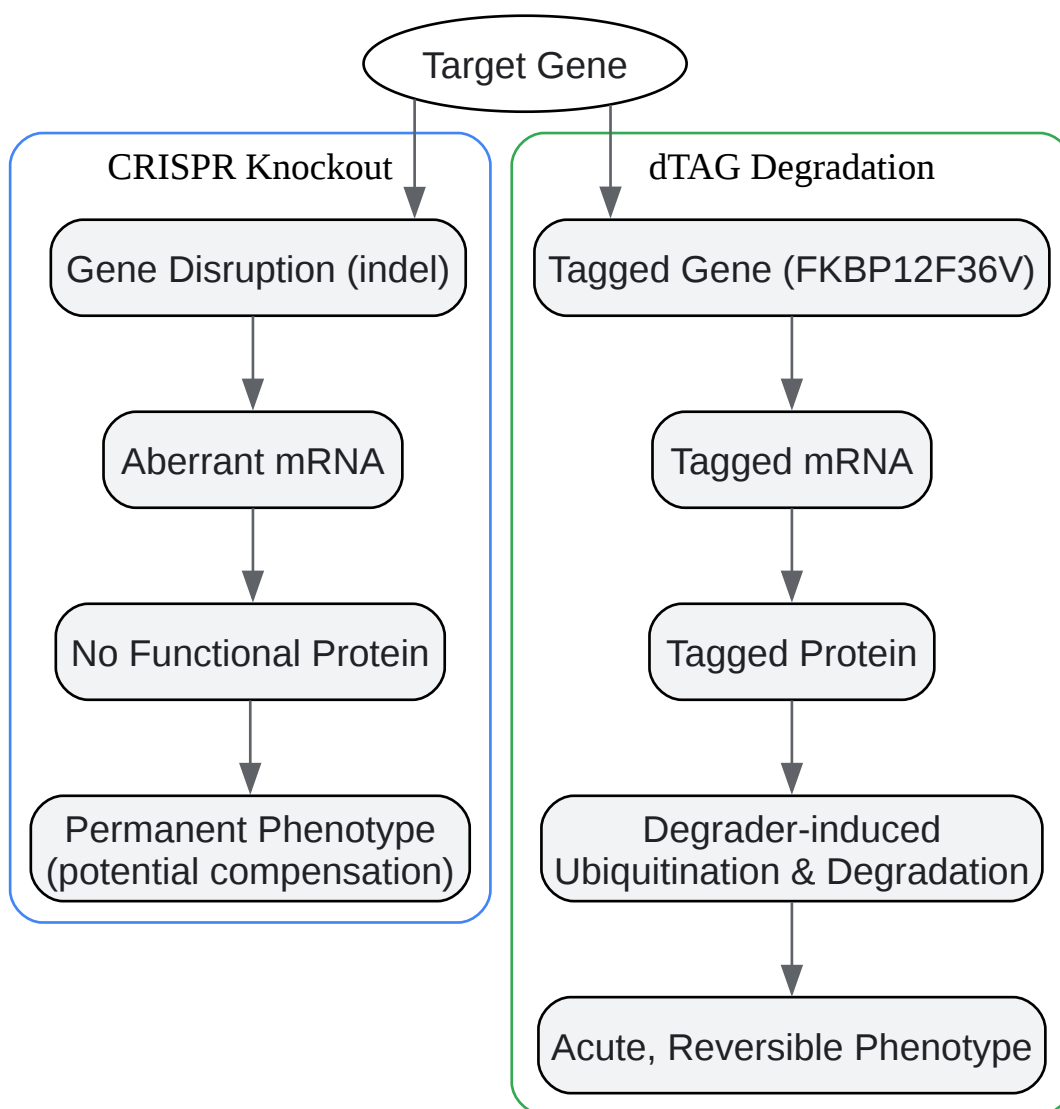 Target Gene
CRISPR Knockout
Gene Disruption (indel)
Aberrant mRNA
No Functional Protein
Permanent Phenotype
(potential compensation)
dTAG Degradation
Tagged Gene (FKBP12F36V)
Tagged mRNA
Tagged Protein
Degrader-induced
Ubiquitination & Degradation
Acute, Reversible Phenotype